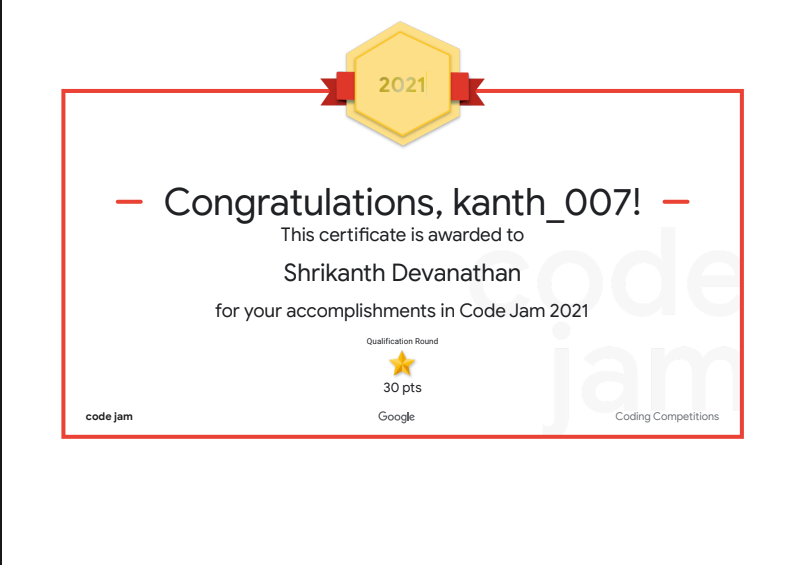 2021
Congratulations, kanth_007!
This certificate is awarded to
Shrikanth Devanathan
for your accomplishments in Code Jam 2021
code
jam
Qualification Round
30 pts
code jam
Google
Coding Competitions